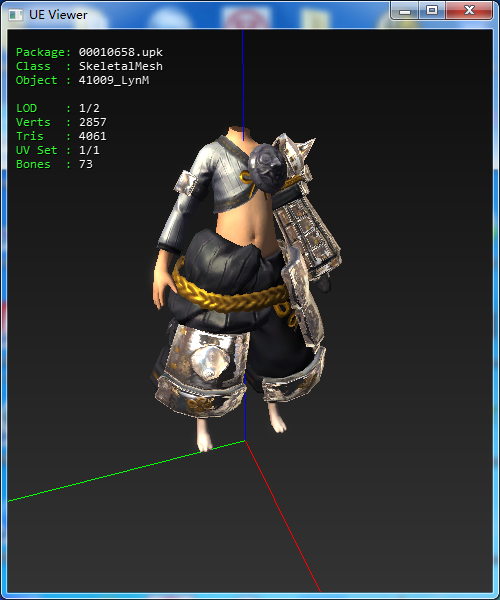 UE Viewer
Package: 00010658.upk
Class : SkeletalMesh
Object : 41009_LynM
LOD : 1/2
Verts : 2857
Tris : 4061
UV Set : 1/1
Bones : 73